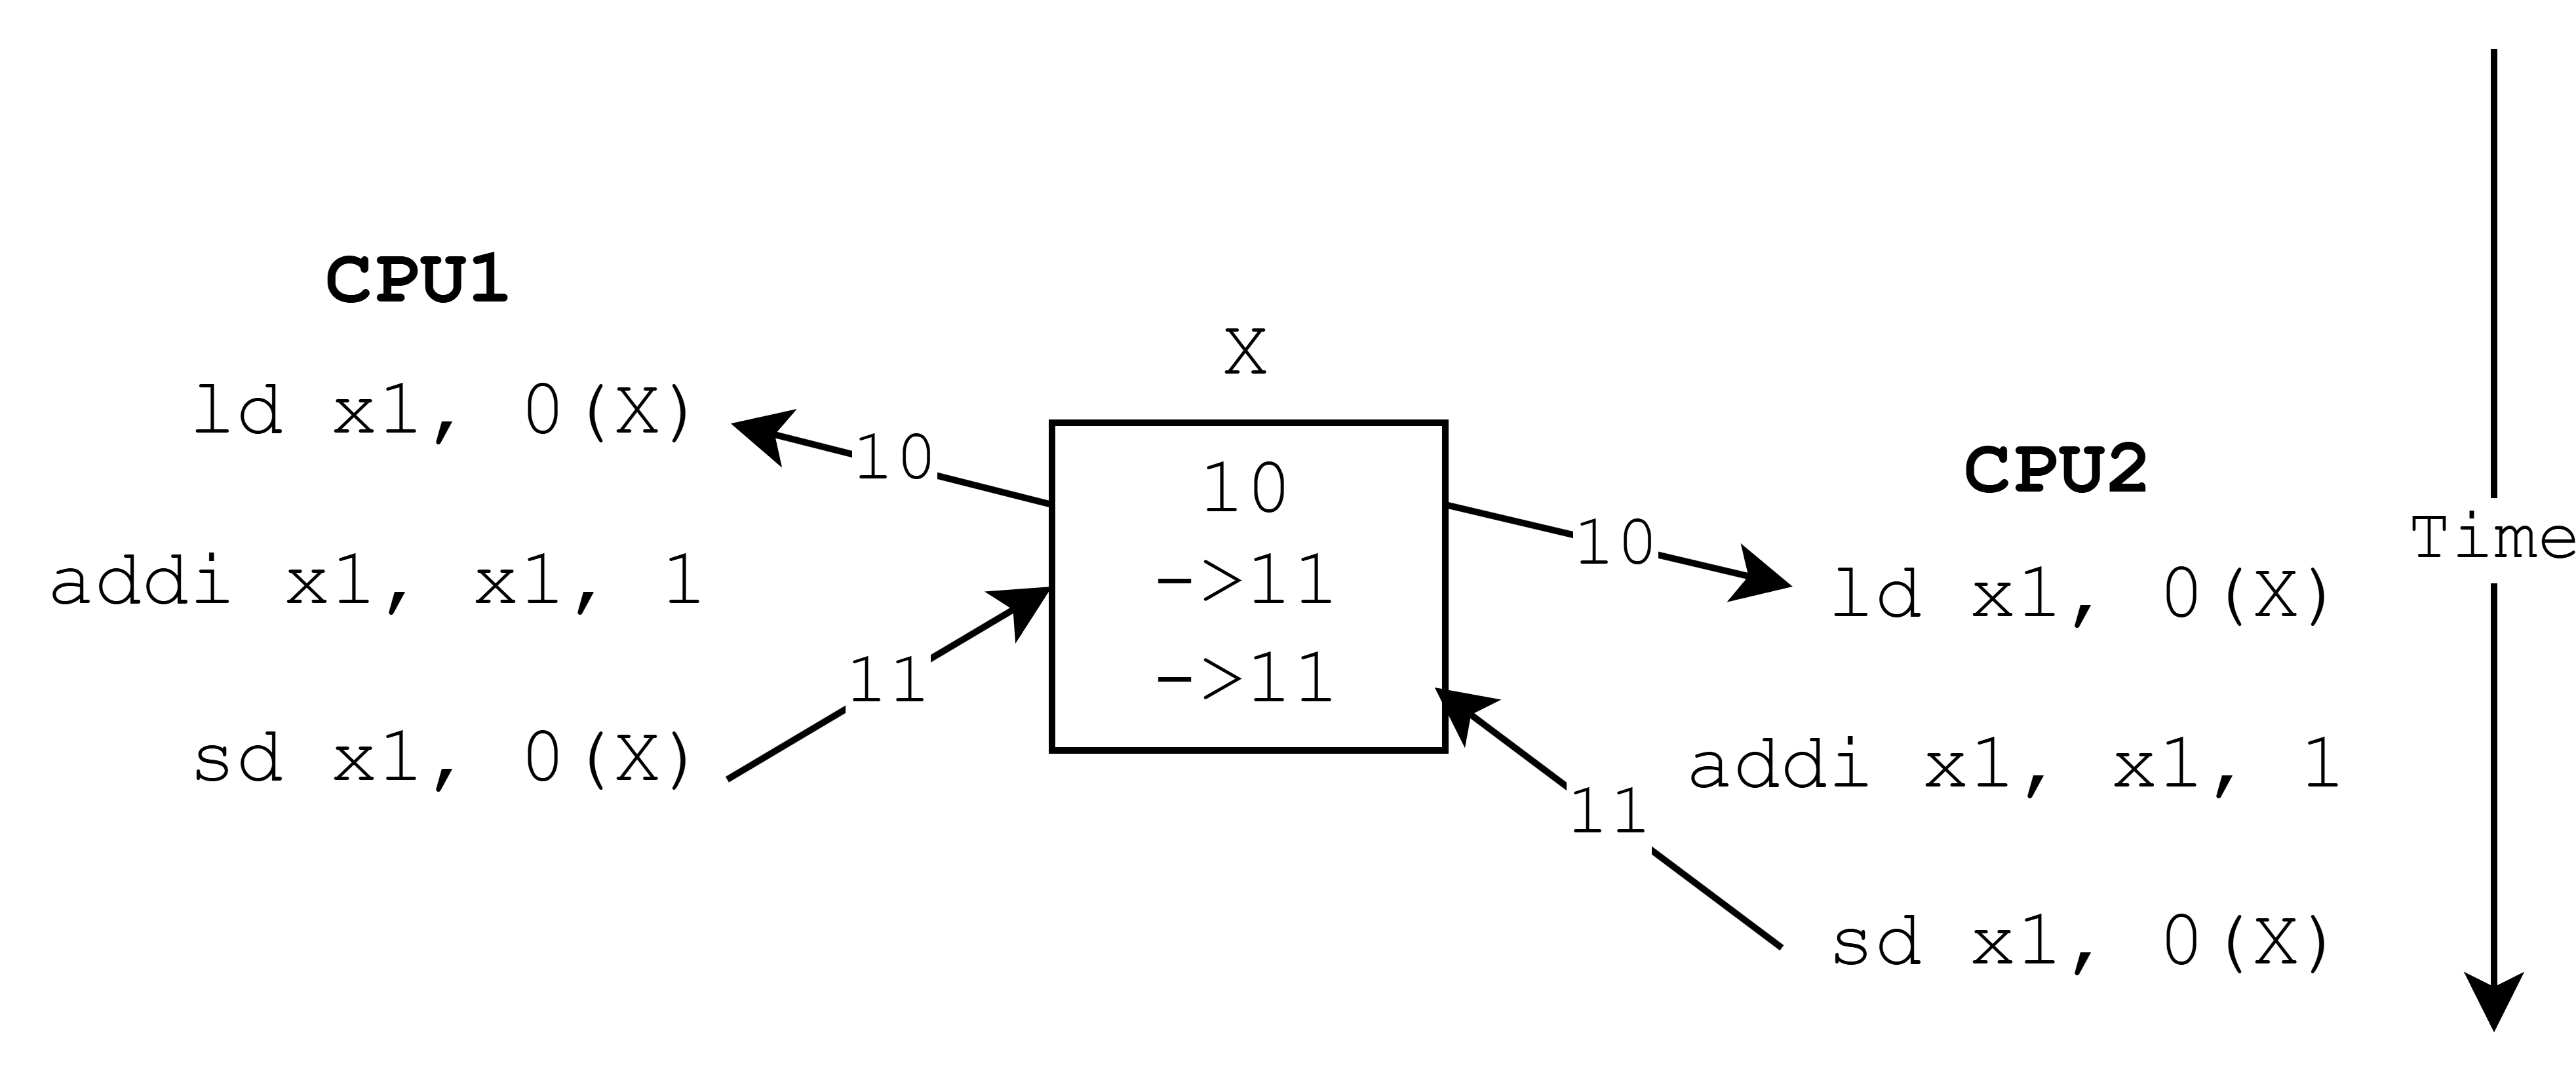 CPU1
ld x1, 0(X)
addi x1, x1, 1
sd x1, 0(X)
10
11
X
10
->11
->11
10
11
CPU2
ld x1, 0(X)
addi x1, x1, 1
sd x1, 0(X)
Time